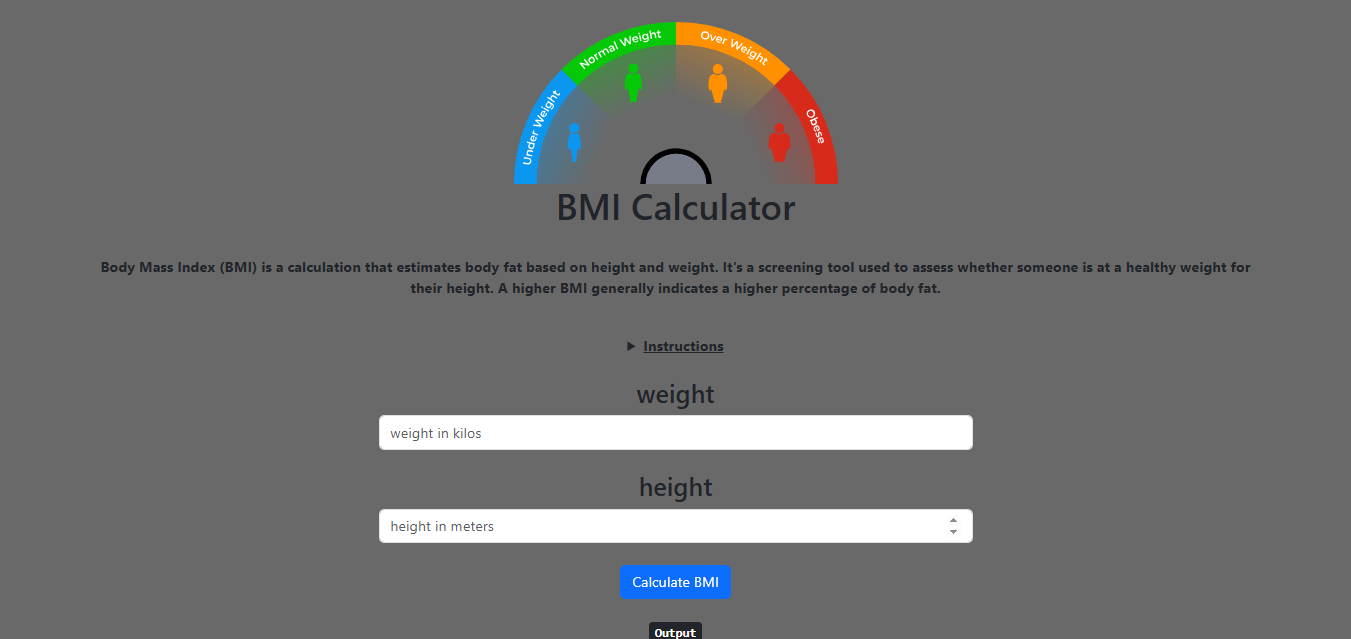 Under Weight
Normal Weight
Over Weight
Obese
BMI Calculator
Body Mass Index (BMI) is a calculation that estimates body fat based on height and weight. It's a screening tool used to assess whether someone is at a healthy weight for
their height. A higher BMI generally indicates a higher percentage of body fat.
Instructions
weight
weight in kilos
height
height in meters
Calculate BMI
Output